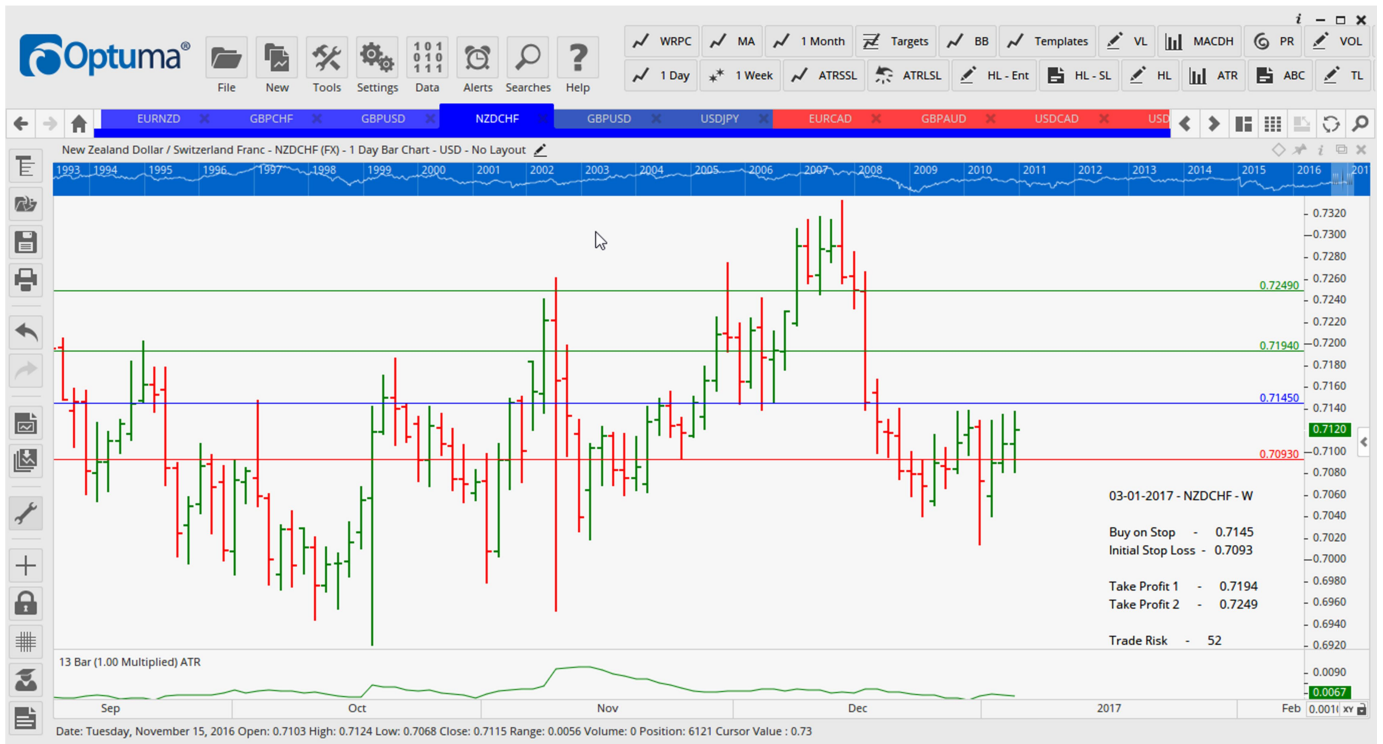 Optuma®
File
New
Tools
Settings
101
010
111
Data
Alerts
Searches
?
Help
WRPC
MA
1 Month
Targets
BB
Templates
VL
MACDH
PR
VOL
1 Day
1 Week
ATRSSL
ATRLSL
HL - Ent
HL - SL
HL
ATR
ABC
TL
EURNZD
GBPCHF
GBPUSD
NZDCHF
GBPUSD
USDJPY
EURCAD
GBPAUD
USDCAD
USD
New Zealand Dollar / Switzerland Franc - NZDCHF (FX) - 1 Day Bar Chart - USD - No Layout
1993 1994 1995 1996 1997 1998 1999 2000 2001 2002 2003 2004 2005 2006 2007 2008 2009 2010 2011 2012 2013 2014 2015 2016 201
0.7320
0.7300
0.7280
0.7260
0.7240
0.7220
0.7200
0.7180
0.7160
0.7140
0.7120
0.7100
0.7080
0.7060
0.7040
0.7020
0.7000
0.6980
0.6960
0.6940
0.6920
0.72490
0.71940
0.71450
0.70930
03-01-2017 - NZDCHF - W
Buy on Stop - 0.7145
Initial Stop Loss - 0.7093
Take Profit 1 - 0.7194
Take Profit 2 - 0.7249
Trade Risk - 52
13 Bar (1.00 Multiplied) ATR
0.0090
0.0067
Sep Oct Nov Dec 2017 Feb
XY
Date: Tuesday, November 15, 2016 Open: 0.7103 High: 0.7124 Low: 0.7068 Close: 0.7115 Range: 0.0056 Volume: 0 Position: 6121 Cursor Value : 0.73